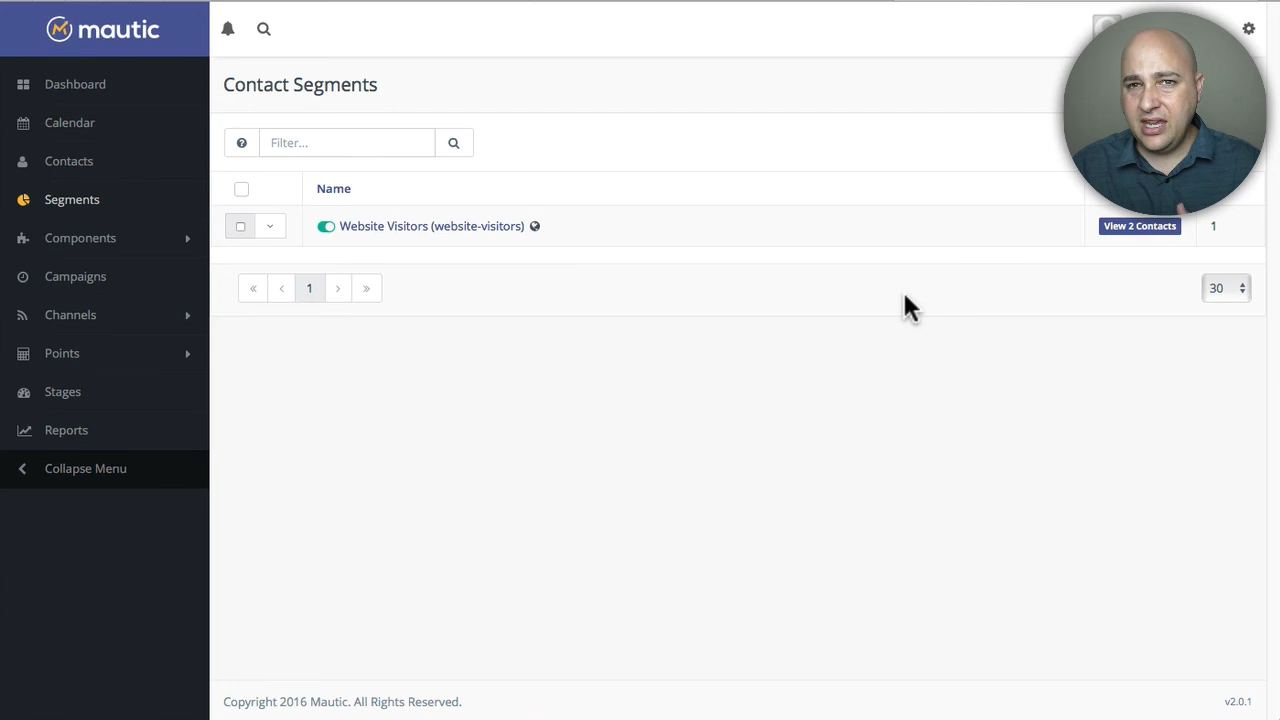 mautic
Dashboard
Calendar
Contacts
Segments
Components
Campaigns
Channels
Points
Stages
Reports
Collapse Menu
Contact Segments
Filter...
Name
Website Visitors (website-visitors)
View 2 Contacts
1
« ‹ 1 › »
30
Copyright 2016 Mautic. All Rights Reserved.
v2.0.1